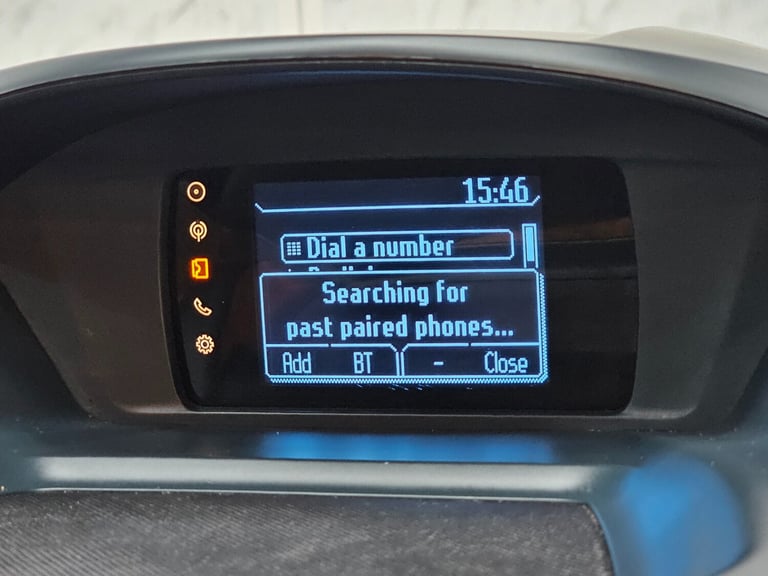 15:46
Dial a number
Searching for
past paired phones...
Add BT - Close